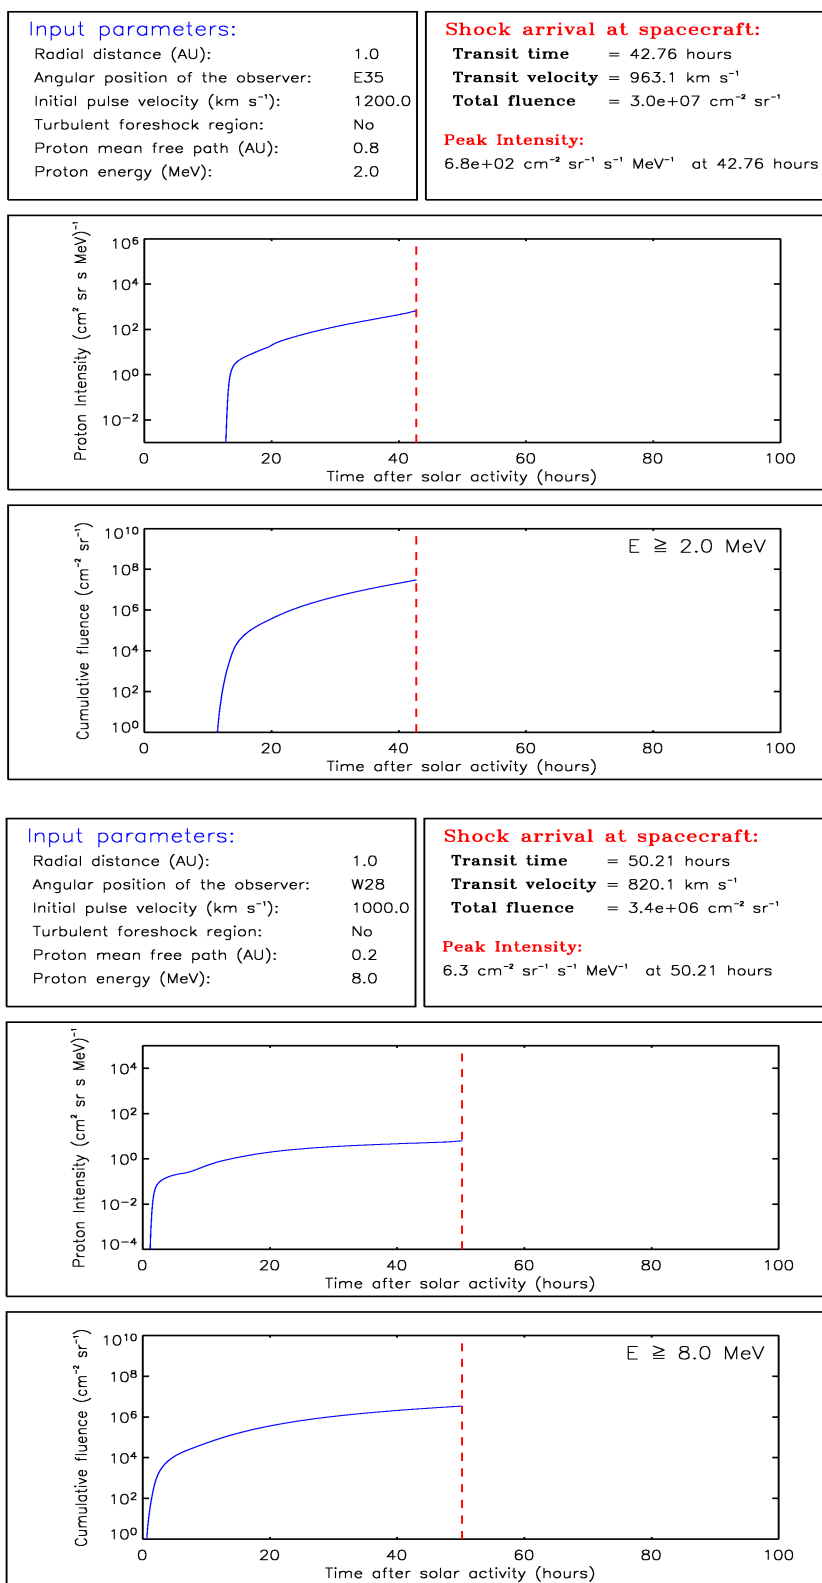 Input parameters:
Radial distance (AU): 1.0
Angular position of the observer: E35
Initial pulse velocity (km s⁻¹): 1200.0
Turbulent foreshock region: No
Proton mean free path (AU): 0.8
Proton energy (MeV): 2.0
Shock arrival at spacecraft:
Transit time = 42.76 hours
Transit velocity = 963.1 km s⁻¹
Total fluence = 3.0e+07 cm⁻² sr⁻¹
Peak Intensity:
6.8e+02 cm⁻² sr⁻¹ s⁻¹ MeV⁻¹ at 42.76 hours
Proton Intensity (cm² sr s MeV)⁻¹
10⁶
10⁴
10²
10⁰
10⁻²
0 20 40 60 80 100
Time after solar activity (hours)
Cumulative fluence (cm⁻² sr⁻¹)
E ≧ 2.0 MeV
10¹⁰
10⁸
10⁶
10⁴
10²
10⁰
0 20 40 60 80 100
Time after solar activity (hours)
Input parameters:
Radial distance (AU): 1.0
Angular position of the observer: W28
Initial pulse velocity (km s⁻¹): 1000.0
Turbulent foreshock region: No
Proton mean free path (AU): 0.2
Proton energy (MeV): 8.0
Shock arrival at spacecraft:
Transit time = 50.21 hours
Transit velocity = 820.1 km s⁻¹
Total fluence = 3.4e+06 cm⁻² sr⁻¹
Peak Intensity:
6.3 cm⁻² sr⁻¹ s⁻¹ MeV⁻¹ at 50.21 hours
Proton Intensity (cm² sr s MeV)⁻¹
10⁴
10²
10⁰
10⁻²
10⁻⁴
0 20 40 60 80 100
Time after solar activity (hours)
Cumulative fluence (cm⁻² sr⁻¹)
E ≧ 8.0 MeV
10¹⁰
10⁸
10⁶
10⁴
10²
10⁰
0 20 40 60 80 100
Time after solar activity (hours)